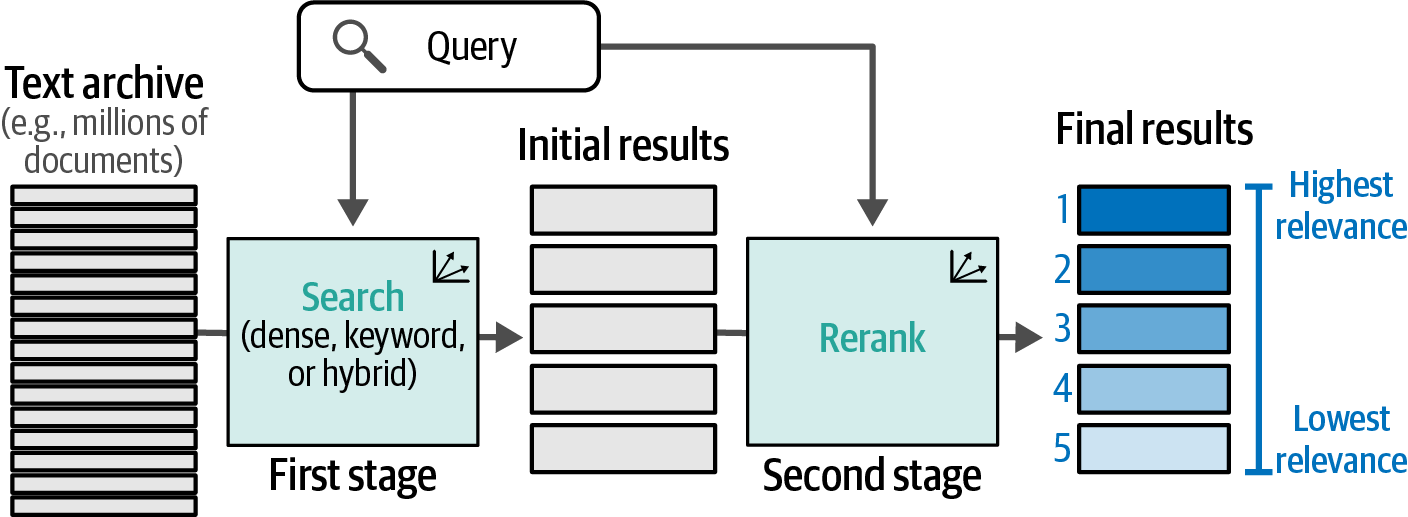 Query
Text archive
(e.g., millions of
documents)
Initial results
Final results
Search
(dense, keyword,
or hybrid)
First stage
Rerank
Second stage
1
2
3
4
5
Highest
relevance
Lowest
relevance